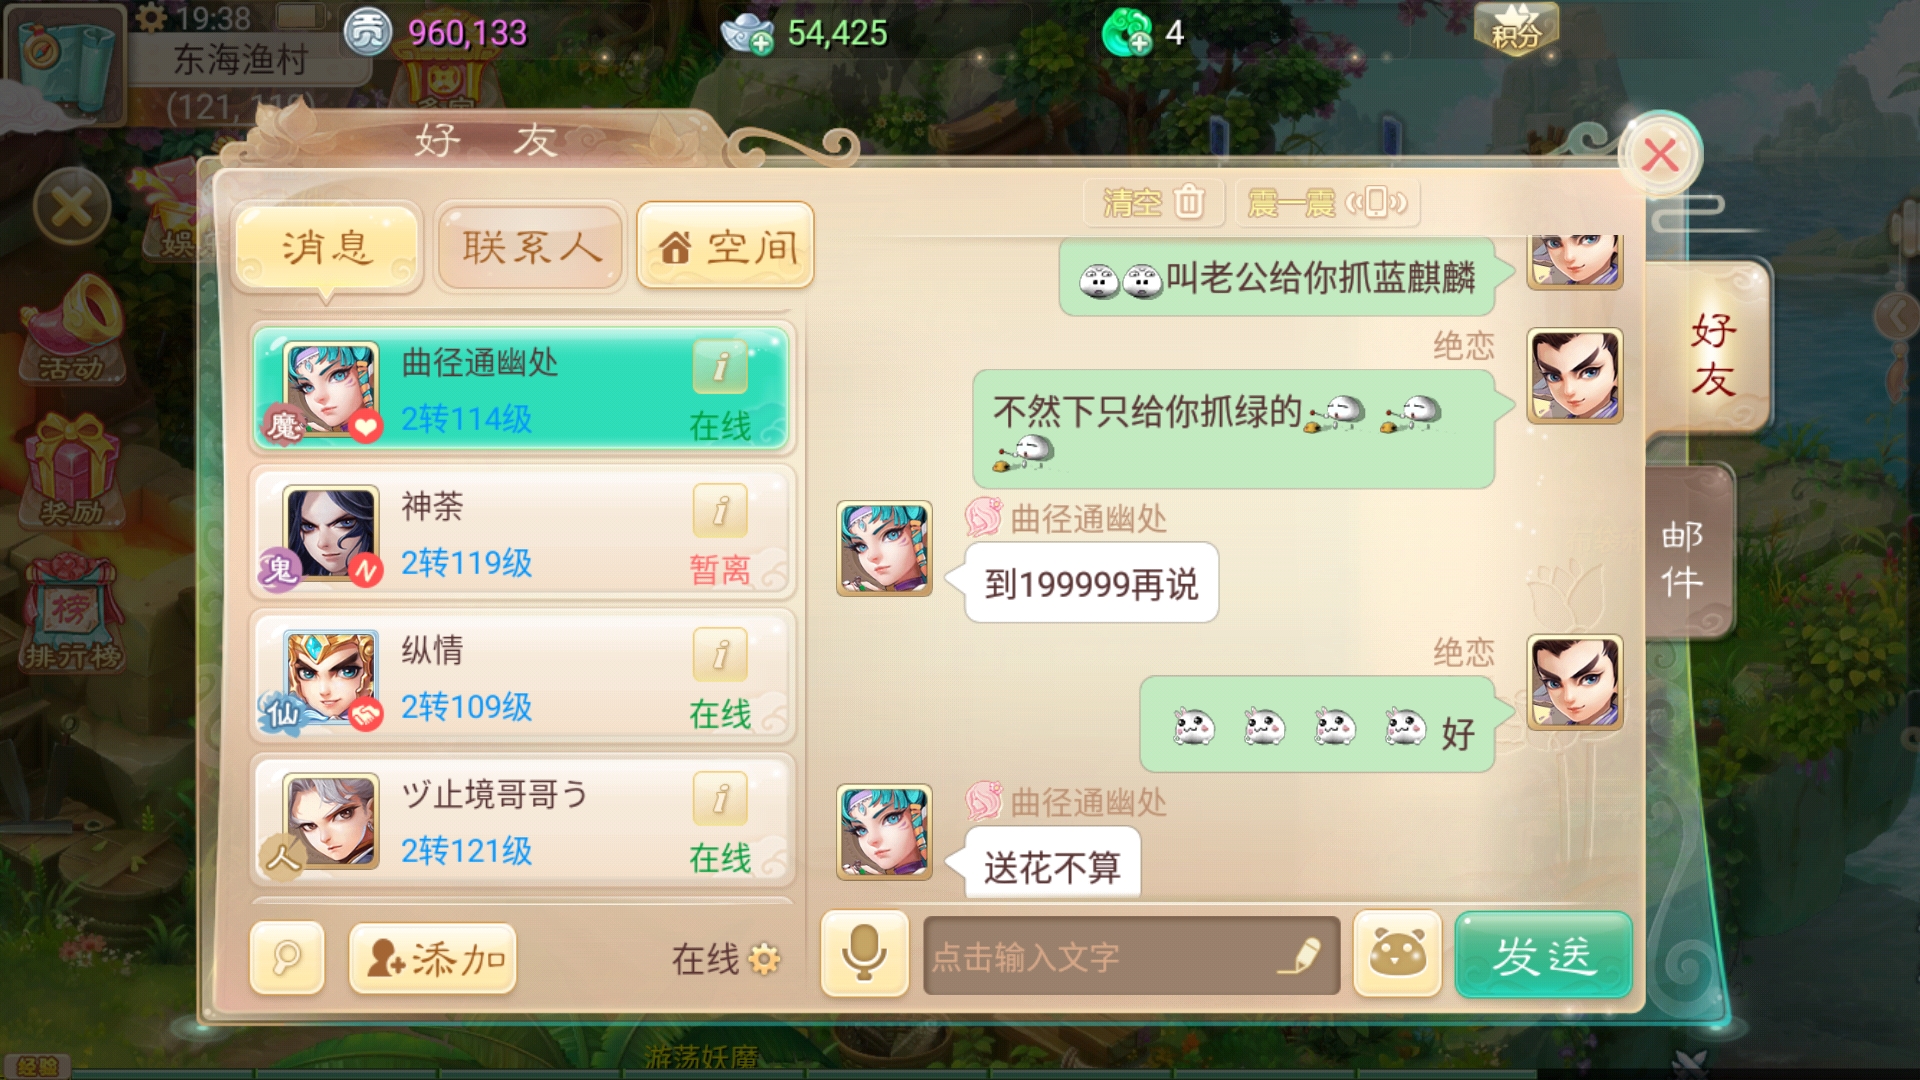 19:38
960,133
54,425
4
积分
东海渔村
好友
清空
震一震
消息
联系人
空间
叫老公给你抓蓝麒麟
曲径通幽处
2转114级
在线
魔
绝恋
不然下只给你抓绿的
好友
神荼
2转119级
暂离
鬼
曲径通幽处
到199999再说
邮件
纵情
2转109级
在线
仙
绝恋
好
ヅ止境哥哥う
2转121级
在线
人
曲径通幽处
送花不算
添加
在线
点击输入文字
发送
活动
奖励
榜
排行榜
游荡妖魔
经验